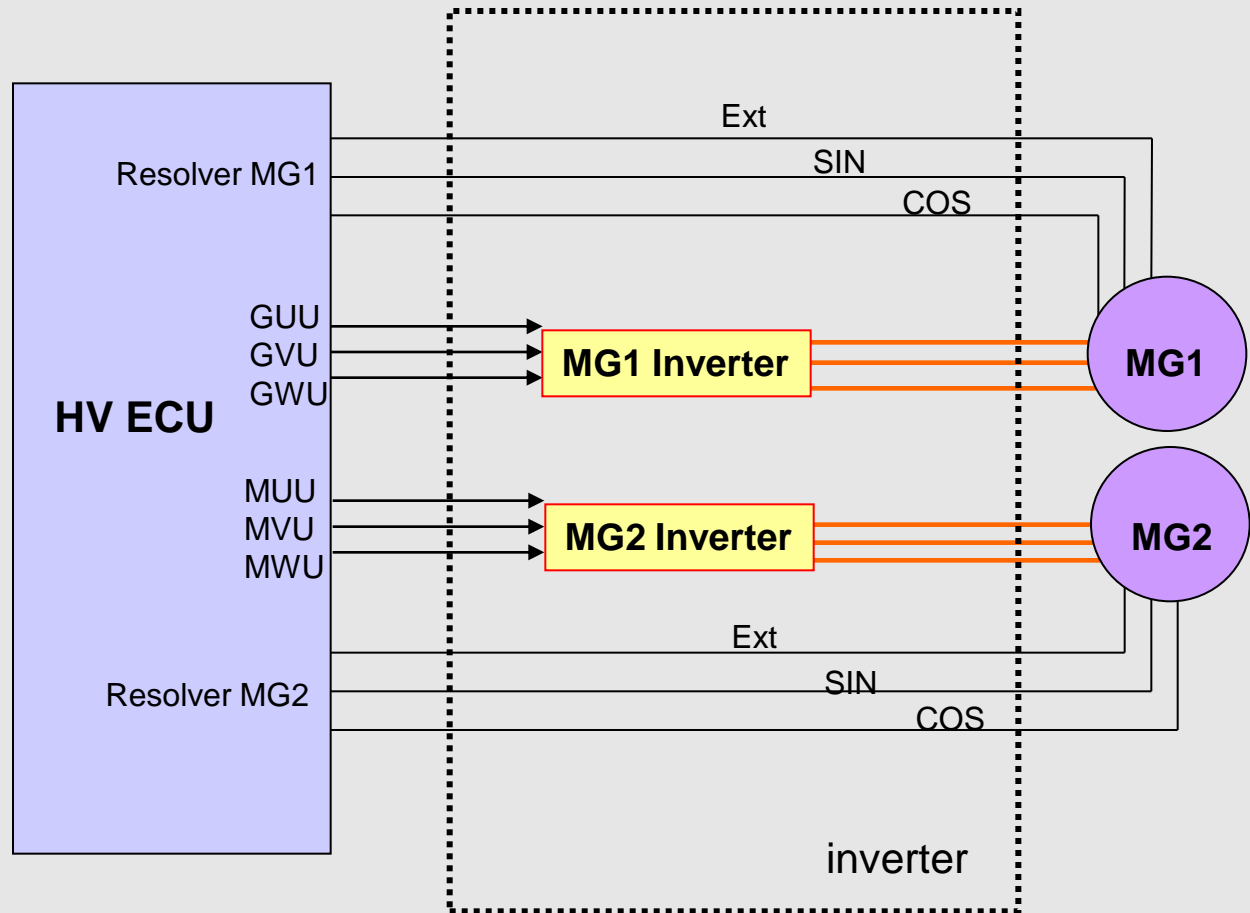 Ext
Resolver MG1
SIN
COS
GUU
GVU
GWU
MG1 Inverter
MG1
HV ECU
MUU
MVU
MWU
MG2 Inverter
MG2
Ext
Resolver MG2
SIN
COS
inverter